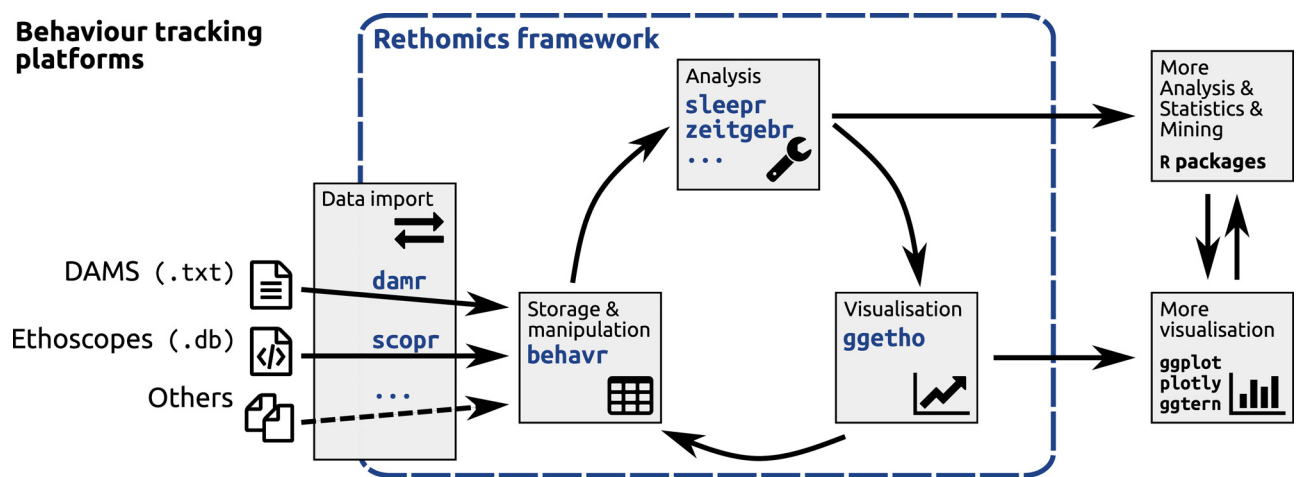 Behaviour tracking
platforms
Rethomics framework
Analysis
sleepr
zeitgebr
...
More
Analysis &
Statistics &
Mining
R packages
Data import
DAMS (.txt)
damr
Ethoscopes (.db)
scopr
Others
...
Storage &
manipulation
behavr
Visualisation
ggetho
More
visualisation
ggplot
plotly
ggtern